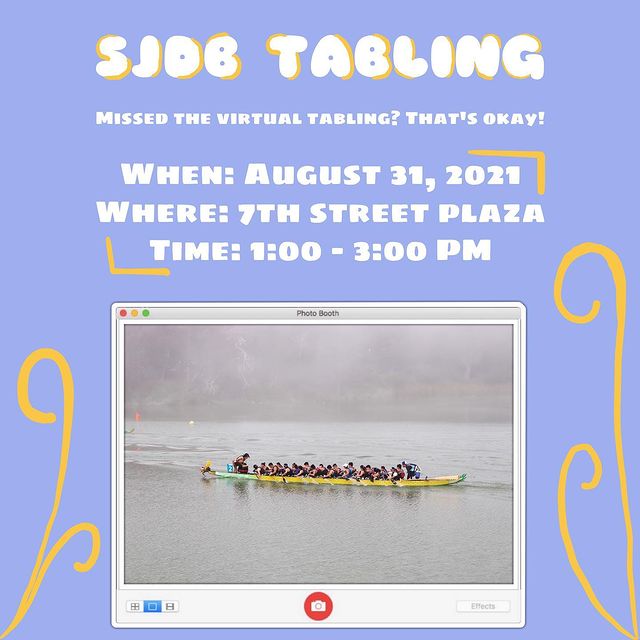 SJDB TABLING
MISSED THE VIRTUAL TABLING? THAT'S OKAY!
WHEN: AUGUST 31, 2021
WHERE: 7TH STREET PLAZA
TIME: 1:00 - 3:00 PM
Photo Booth
2
Effects